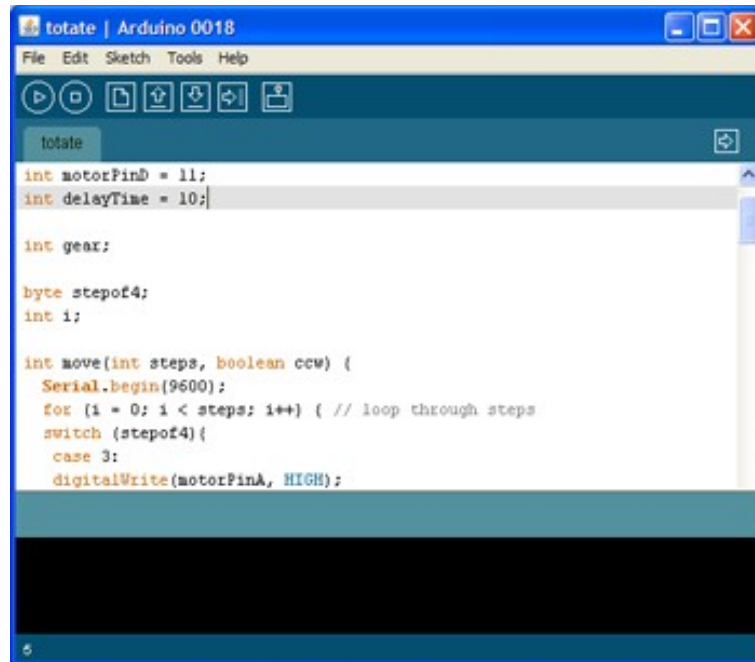 totate | Arduino 0018
File Edit Sketch Tools Help
totate
int motorPinD = 11;
int delayTime = 10;
int gear;
byte stepof4;
int i;
int move(int steps, boolean ccw) {
Serial.begin(9600);
for (i = 0; i < steps; i++) { // loop through steps
switch (stepof4){
case 3:
digitalWrite(motorPinA, HIGH);